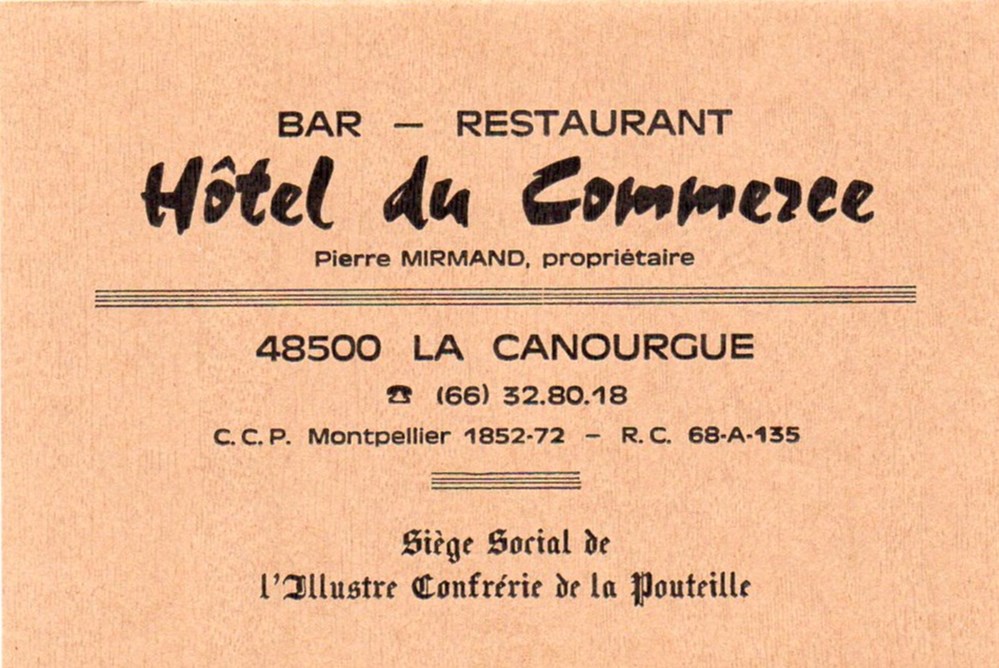 BAR — RESTAURANT
Hôtel du Commerce
Pierre MIRMAND, propriétaire
48500 LA CANOURGUE
☎ (66) 32.80.18
C.C.P. Montpellier 1852-72 — R.C. 68-A-135
Siège Social de
l'Illustre Confrérie de la Pouteille